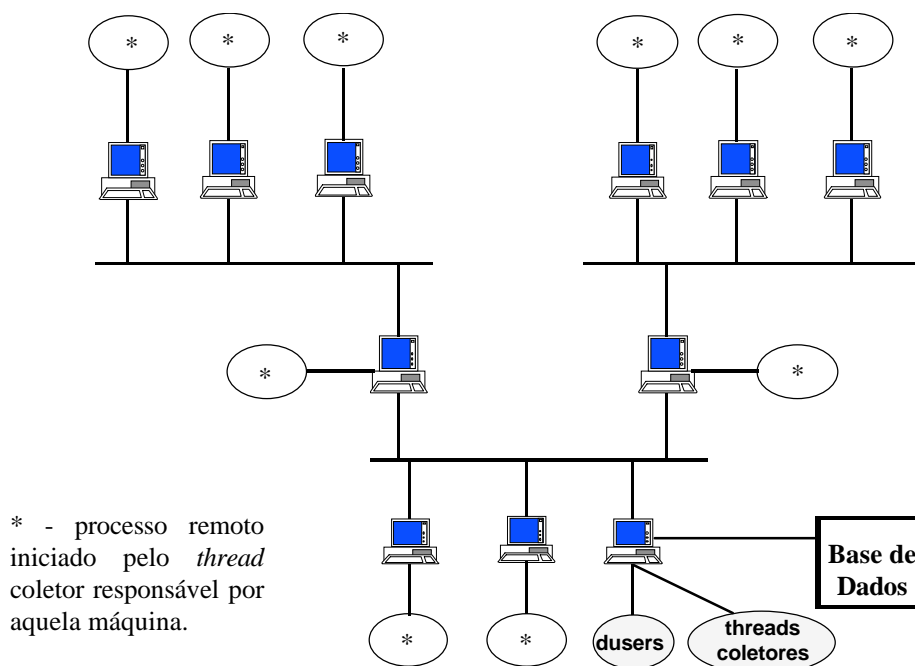 * * * * * *
* *
* - processo remoto
iniciado pelo thread
coletor responsável por
aquela máquina.
Base de
Dados
* *
dusers
threads
coletores